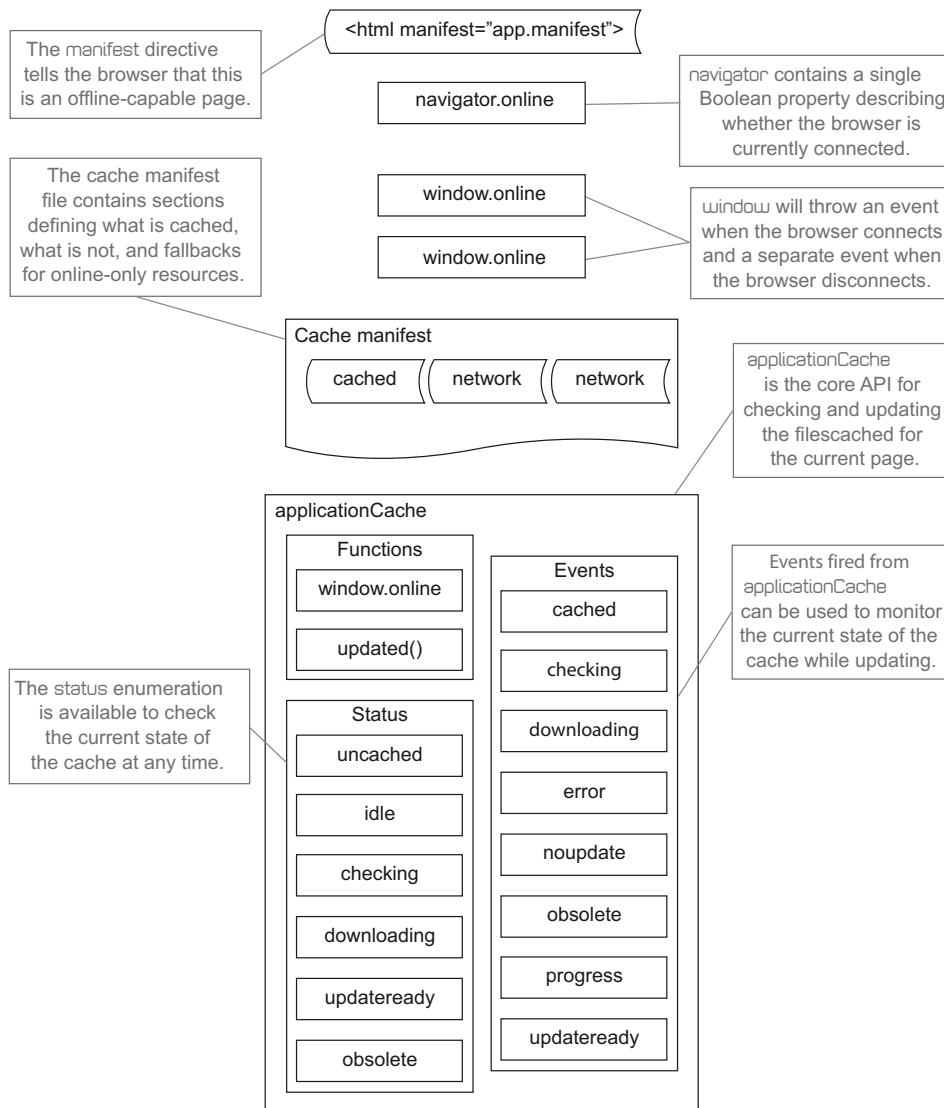 <html manifest=”app.manifest”>
The manifest directive
tells the browser that this
is an offline-capable page.
navigator.online
navigator contains a single
Boolean property describing
whether the browser is
currently connected.
The cache manifest
file contains sections
defining what is cached,
what is not, and fallbacks
for online-only resources.
window.online
window.online
window will throw an event
when the browser connects
and a separate event when
the browser disconnects.
Cache manifest
cached
network
network
applicationCache
is the core API for
checking and updating
the filescached for
the current page.
applicationCache
Functions
window.online
updated()
Status
uncached
idle
checking
downloading
updateready
obsolete
Events
cached
checking
downloading
error
noupdate
obsolete
progress
updateready
Events fired from
applicationCache
can be used to monitor
the current state of the
cache while updating.
The status enumeration
is available to check
the current state of
the cache at any time.